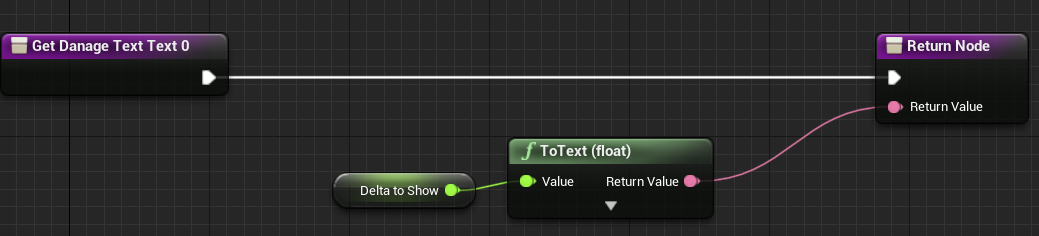 Get Danage Text Text 0
Return Node
Return Value
ToText (float)
Delta to Show
Value
Return Value